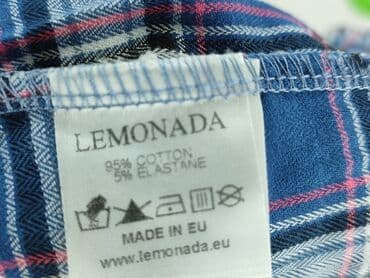 LEMONADA
95% COTTON
5% ELASTANE
MADE IN EU
www.lemonada.eu